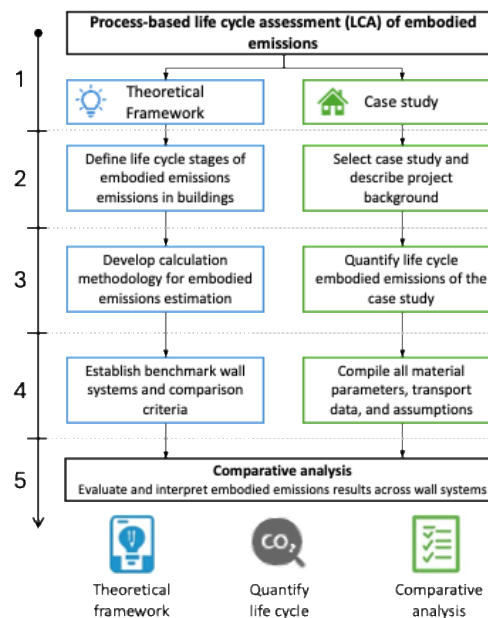 Process-based life cycle assessment (LCA) of embodied
emissions
1
Theoretical
Framework
Case study
2
Define life cycle stages of
embodied emissions
emissions in buildings
Select case study and
describe project
background
3
Develop calculation
methodology for embodied
emissions estimation
Quantify life cycle
embodied emissions of the
case study
4
Establish benchmark wall
systems and comparison
criteria
Compile all material
parameters, transport
data, and assumptions
5
Comparative analysis
Evaluate and interpret embodied emissions results across wall systems
CO₂
Theoretical
framework
Quantify
life cycle
Comparative
analysis